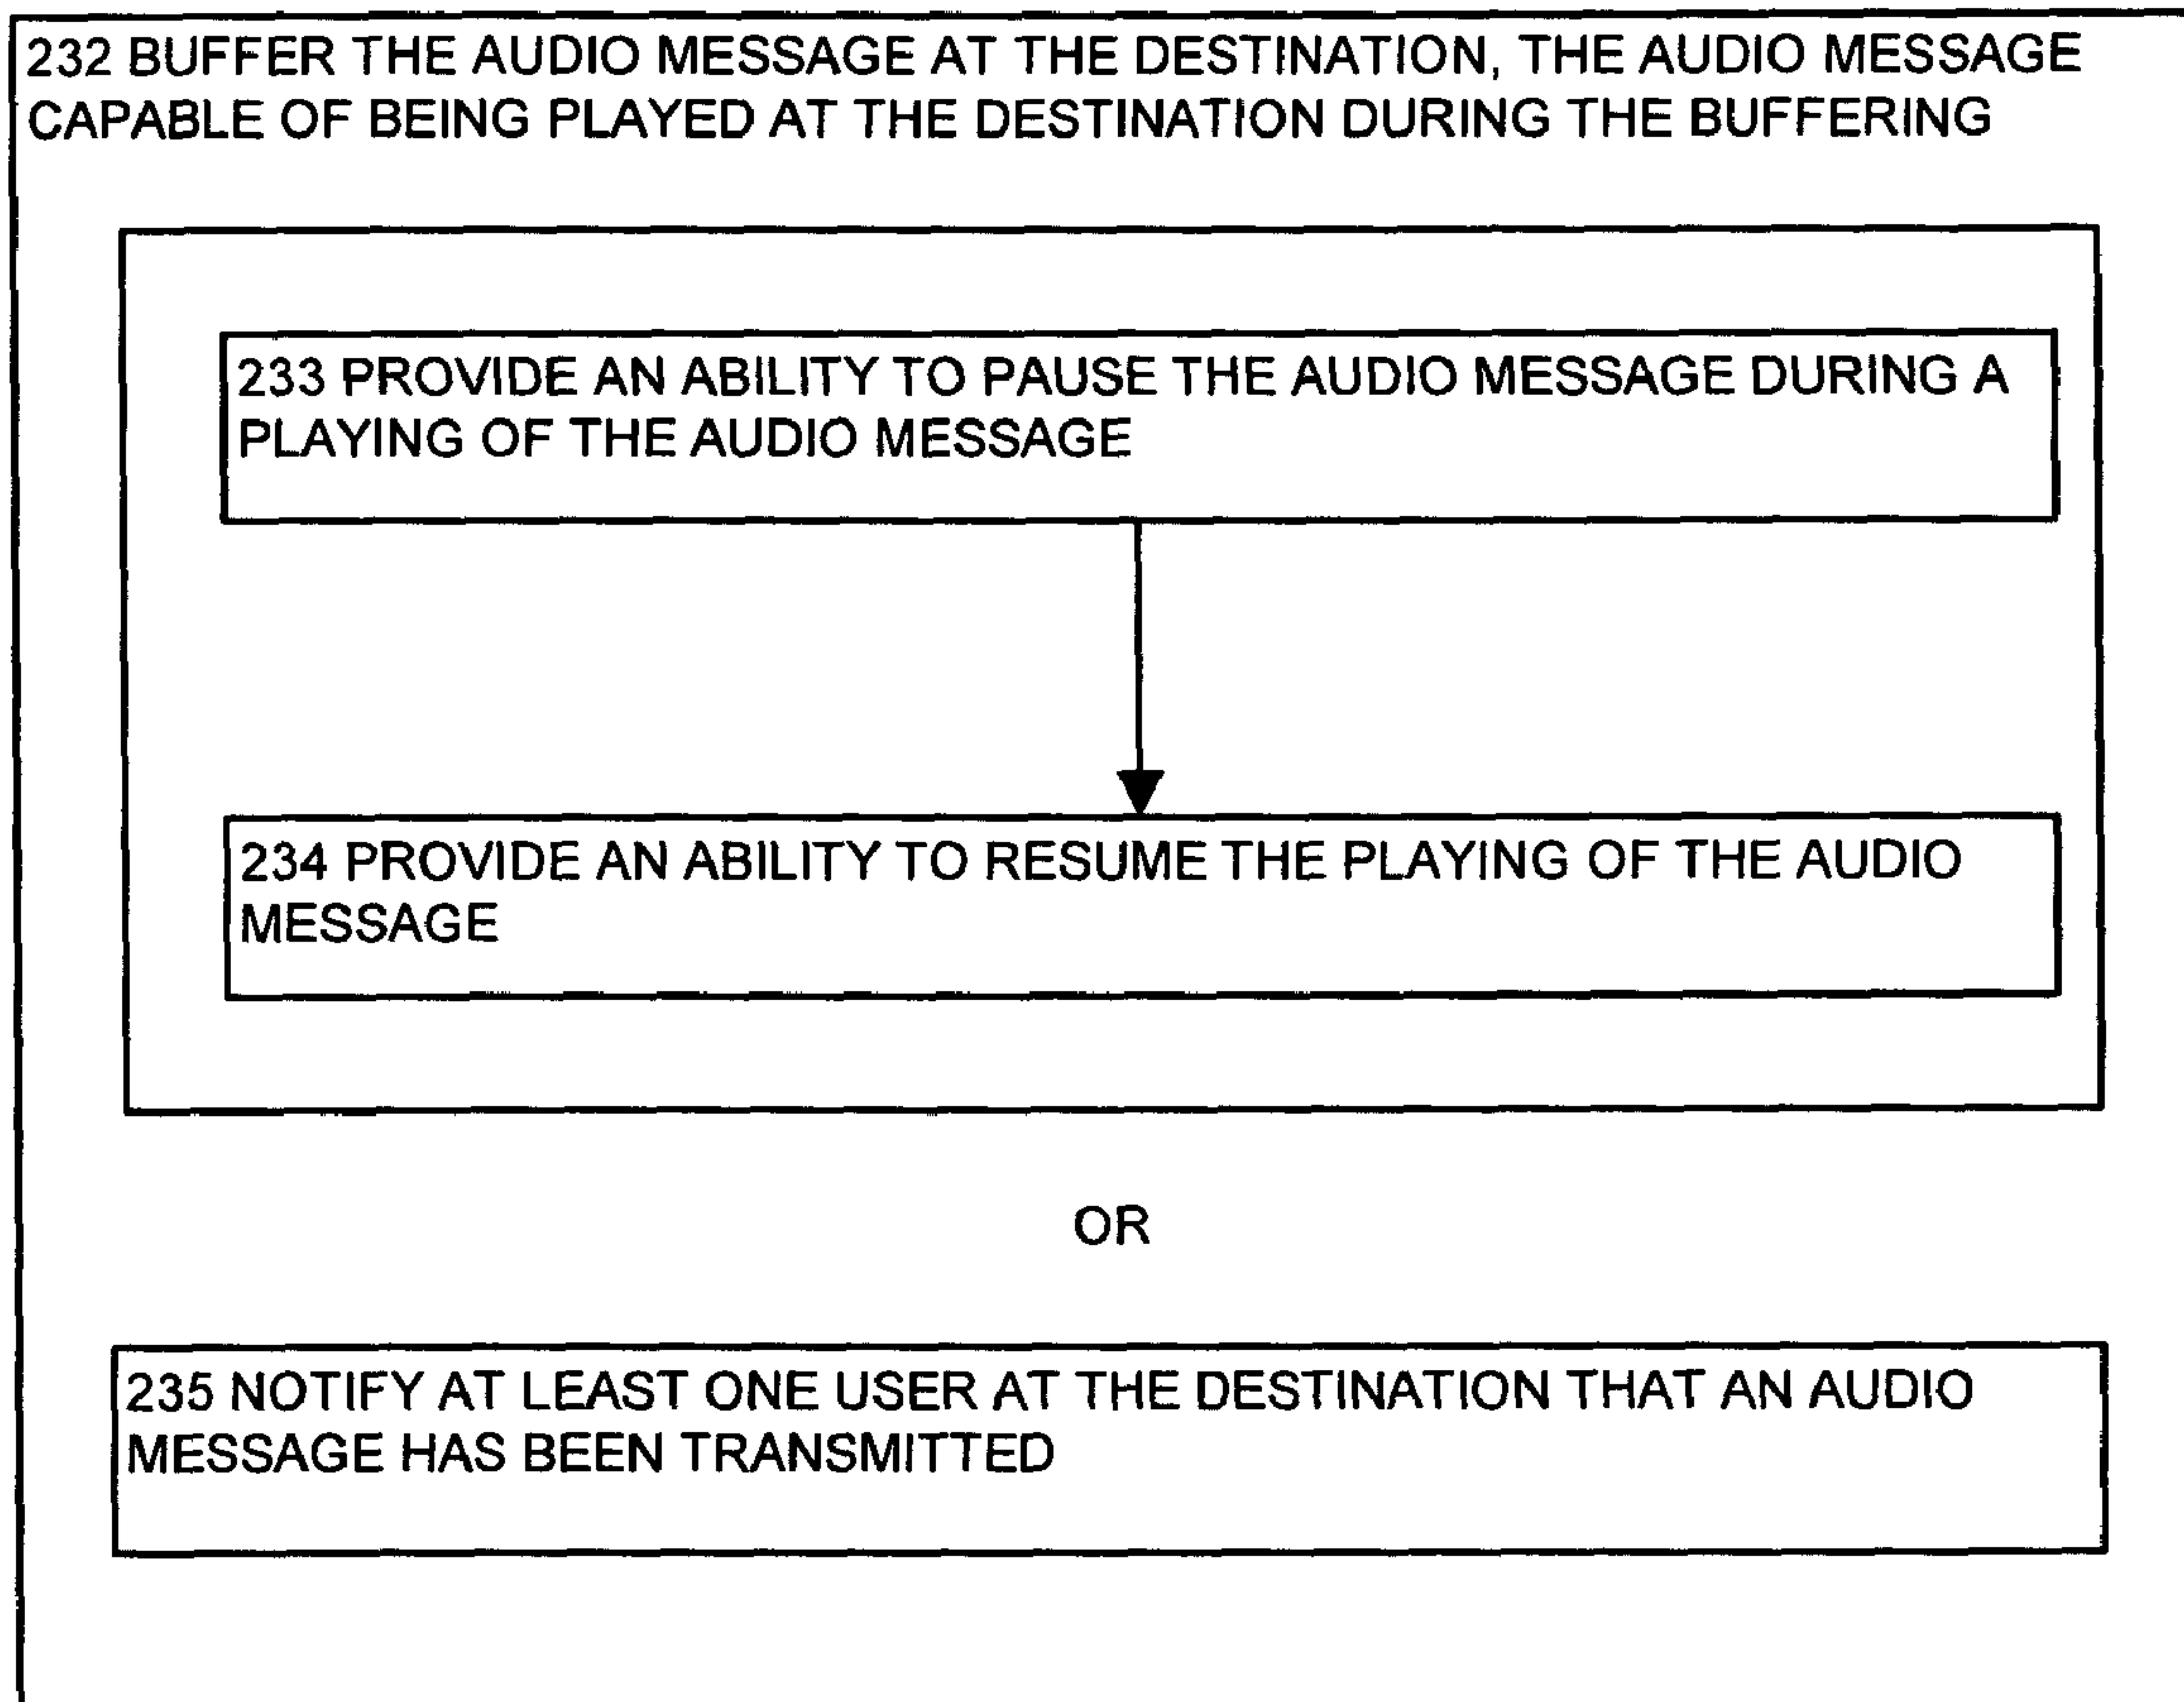 232 BUFFER THE AUDIO MESSAGE AT THE DESTINATION, THE AUDIO MESSAGE
CAPABLE OF BEING PLAYED AT THE DESTINATION DURING THE BUFFERING
233 PROVIDE AN ABILITY TO PAUSE THE AUDIO MESSAGE DURING A
PLAYING OF THE AUDIO MESSAGE
234 PROVIDE AN ABILITY TO RESUME THE PLAYING OF THE AUDIO
MESSAGE
OR
235 NOTIFY AT LEAST ONE USER AT THE DESTINATION THAT AN AUDIO
MESSAGE HAS BEEN TRANSMITTED